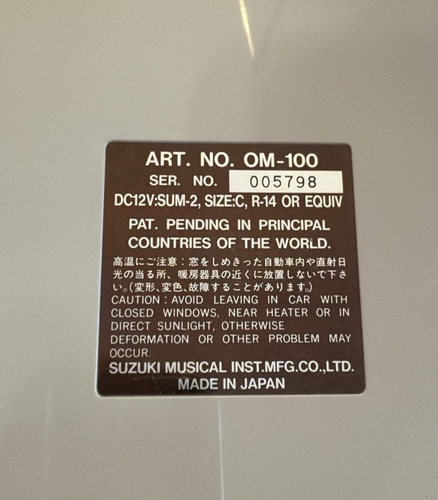 ART. NO. OM-100
SER. NO. 005798
DC12V:SUM-2, SIZE:C, R-14 OR EQUIV
PAT. PENDING IN PRINCIPAL
COUNTRIES OF THE WORLD.
高温にご注意:窓をしめきった自動車内や直射日
光の当る所、暖房器具の近くに放置しないで下さ
い。(変形、変色、故障することがあります。)
CAUTION : AVOID LEAVING IN CAR WITH
CLOSED WINDOWS, NEAR HEATER OR IN
DIRECT SUNLIGHT, OTHERWISE
DEFORMATION OR OTHER PROBLEM MAY
OCCUR.
SUZUKI MUSICAL INST.MFG.CO.,LTD.
MADE IN JAPAN